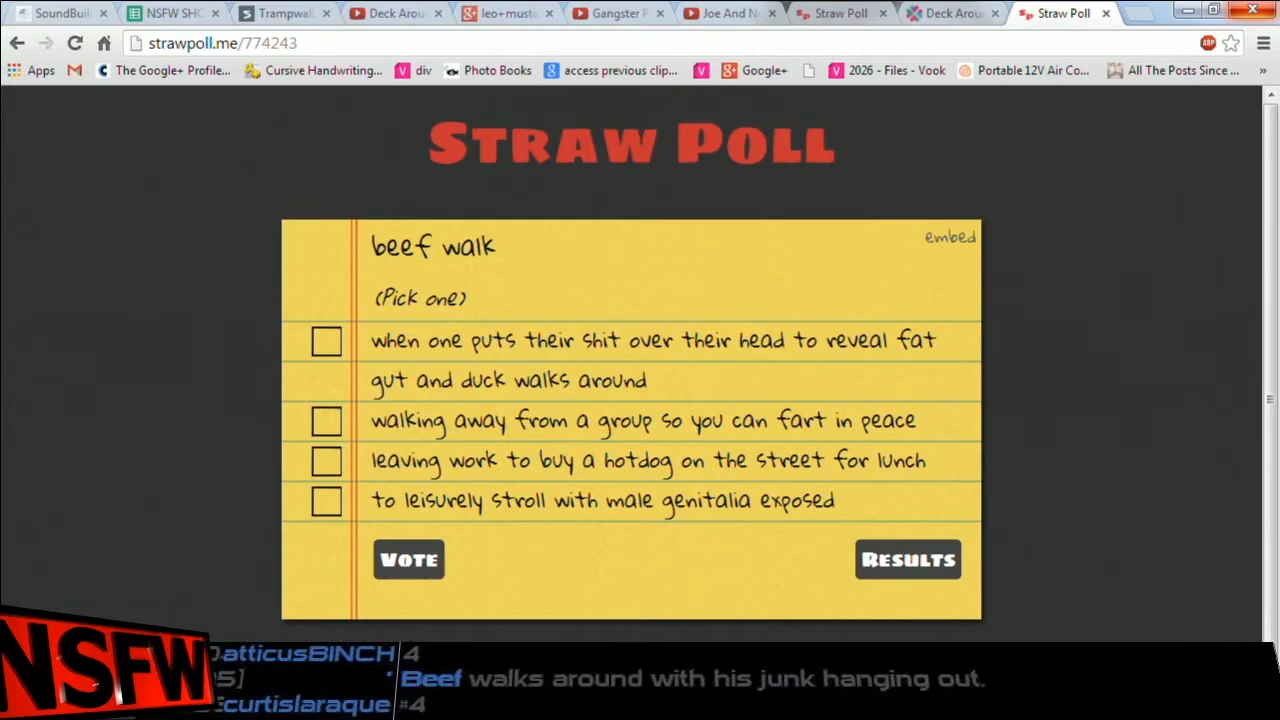 SoundBuil
NSFW SHO
Trampwall
Deck Arou
leo+musta
Gangster P
Joe And No
Straw Poll
Deck Arou
Straw Poll
strawpoll.me/774243
ABP
Apps
The Google+ Profile...
Cursive Handwriting...
div
Photo Books
access previous clip...
Google+
2026 - Files - Vook
Portable 12V Air Co...
All The Posts Since ...
»
STRAW POLL
beef walk
embed
(Pick one)
when one puts their shit over their head to reveal fat
gut and duck walks around
walking away from a group so you can fart in peace
leaving work to buy a hotdog on the street for lunch
to leisurely stroll with male genitalia exposed
VOTE
RESULTS
NSFW
atticusBINCH 4
5] Beef walks around with his junk hanging out.
curtislaraque #4